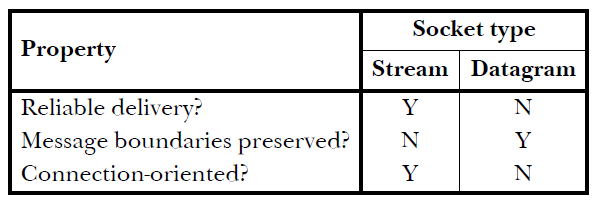 Property Socket type
Stream Datagram
Reliable delivery? Y N
Message boundaries preserved? N Y
Connection-oriented? Y N